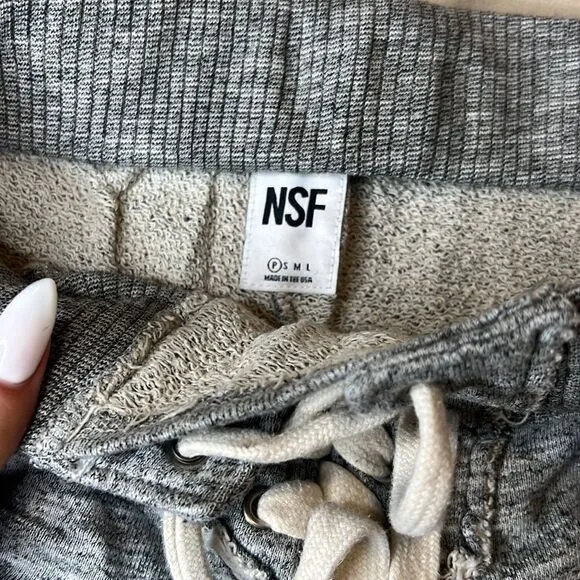 NSF
Ⓟ S M L
MADE IN THE USA